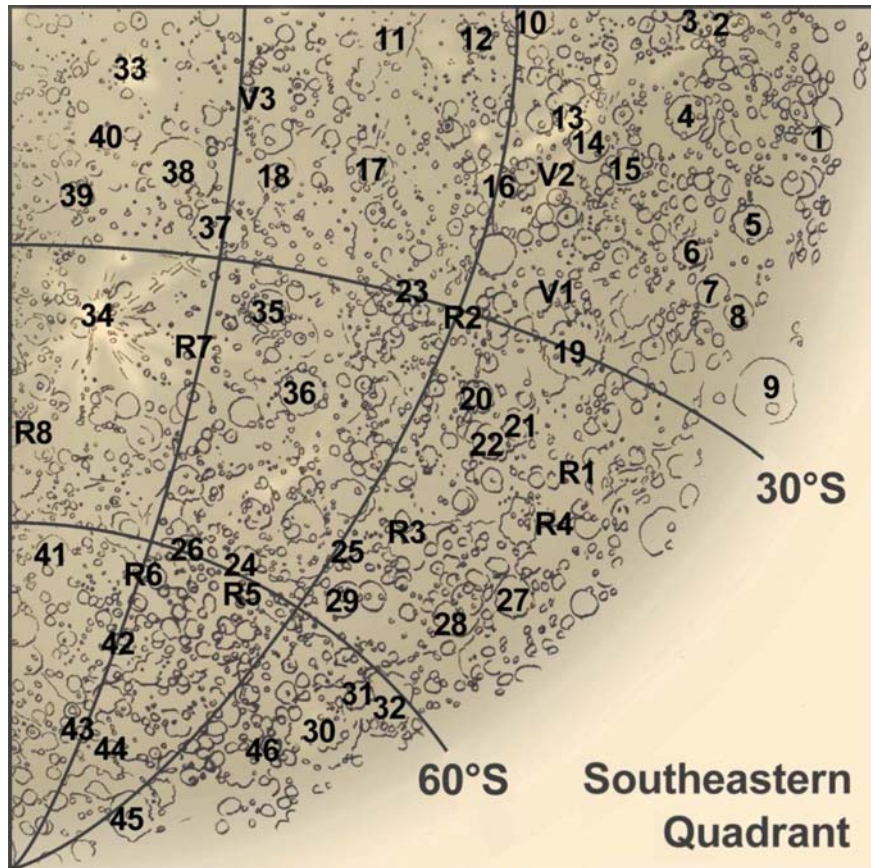 10 3 2
11 12
33
V3
13 4
40 14 1
38 18 17 15
39 16 V2
37 5
6
23 V1 7
34 35 R2 8
R7 19
36 20 9
R8 22 21
R1 30°S
R3 R4
41 26 24 25
R6 R5 29 27
42 28
31
43 30 32
44 46
60°S Southeastern
45 Quadrant